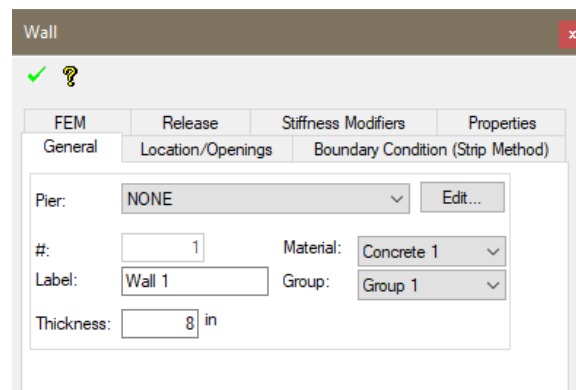 Wall
x
?
FEM Release Stiffness Modifiers Properties
General Location/Openings Boundary Condition (Strip Method)
Pier: NONE Edit...
#: 1 Material: Concrete 1
Label: Wall 1 Group: Group 1
Thickness: 8 in